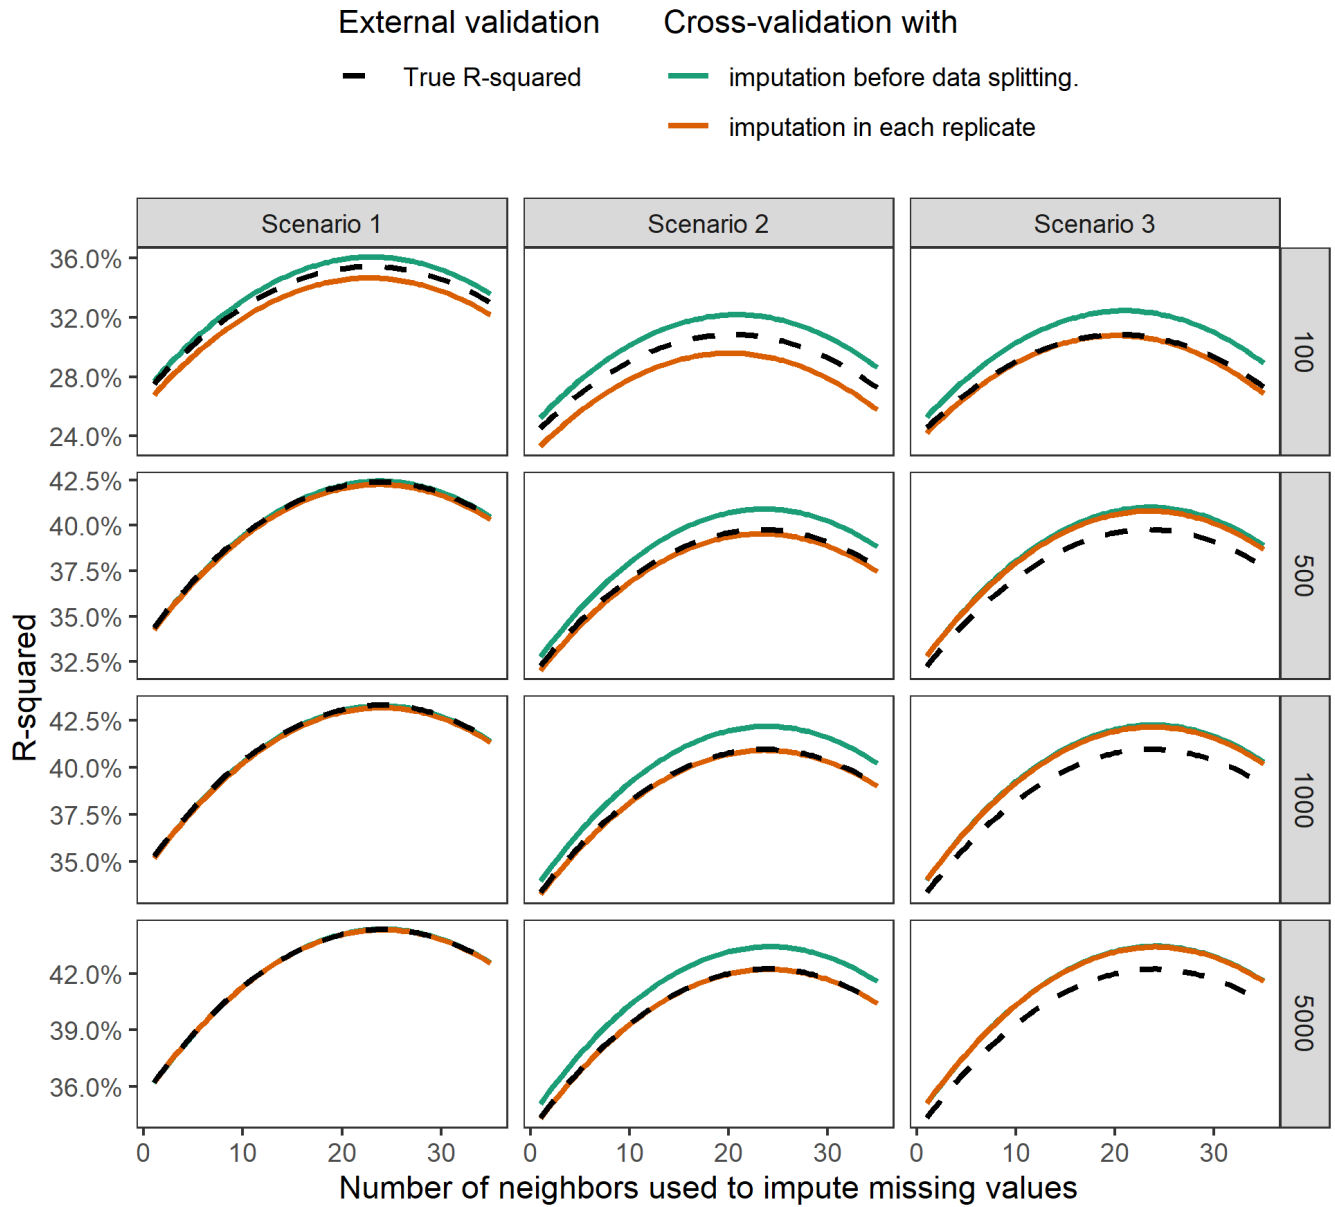 External validation Cross-validation with
True R-squared imputation before data splitting.
imputation in each replicate
Scenario 1 Scenario 2 Scenario 3
36.0%
32.0%
28.0%
24.0%
100
42.5%
40.0%
37.5%
35.0%
32.5%
500
R-squared
42.5%
40.0%
37.5%
35.0%
1000
42.0%
39.0%
36.0%
5000
0 10 20 30 0 10 20 30 0 10 20 30
Number of neighbors used to impute missing values